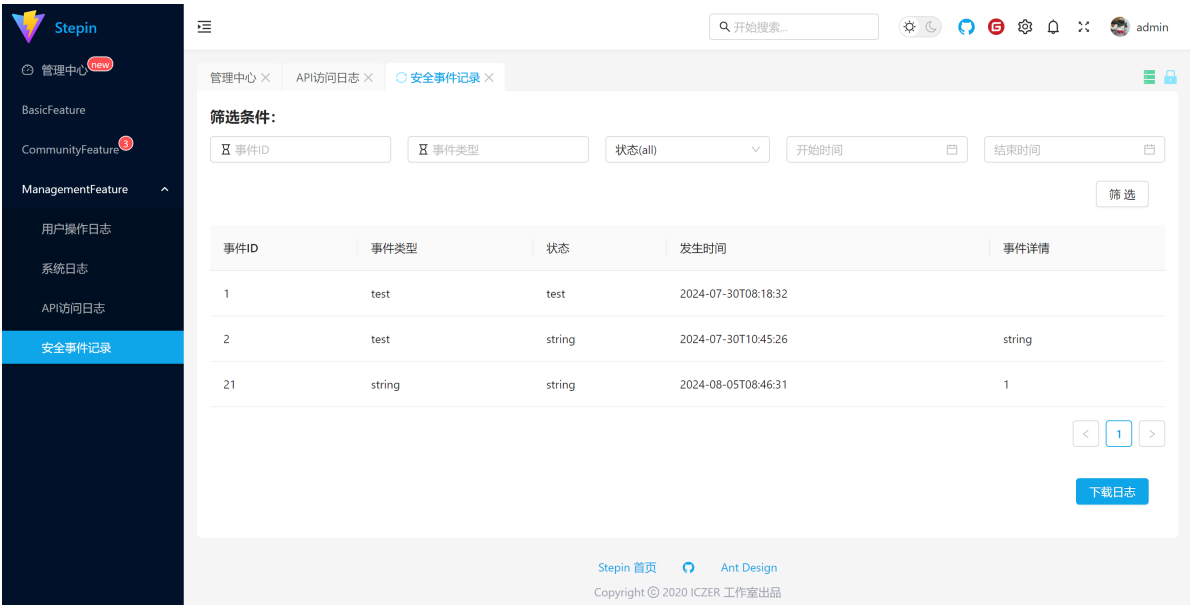 Stepin
开始搜索...
admin
管理中心 new
BasicFeature
CommunityFeature 3
ManagementFeature
用户操作日志
系统日志
API访问日志
安全事件记录
管理中心 API访问日志 安全事件记录
筛选条件：
事件ID 事件类型 状态(all) 开始时间 结束时间
筛 选
事件ID 事件类型 状态 发生时间 事件详情
1 test test 2024-07-30T08:18:32
2 test string 2024-07-30T10:45:26 string
21 string string 2024-08-05T08:46:31 1
< 1 >
下载日志
Stepin 首页 Ant Design
Copyright © 2020 ICZER 工作室出品